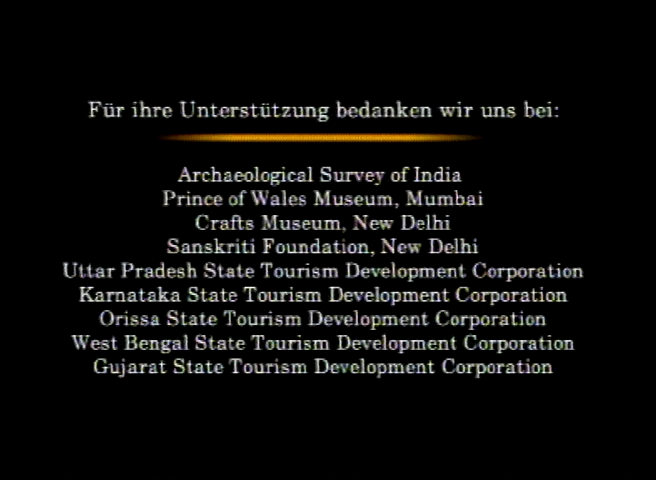 Für ihre Unterstützung bedanken wir uns bei:
Archaeological Survey of India
Prince of Wales Museum, Mumbai
Crafts Museum, New Delhi
Sanskriti Foundation, New Delhi
Uttar Pradesh State Tourism Development Corporation
Karnataka State Tourism Development Corporation
Orissa State Tourism Development Corporation
West Bengal State Tourism Development Corporation
Gujarat State Tourism Development Corporation